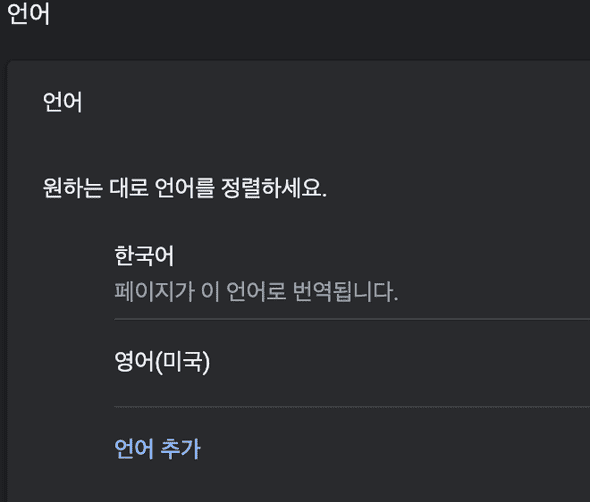 언어
언어
원하는 대로 언어를 정렬하세요.
한국어
페이지가 이 언어로 번역됩니다.
영어(미국)
언어 추가